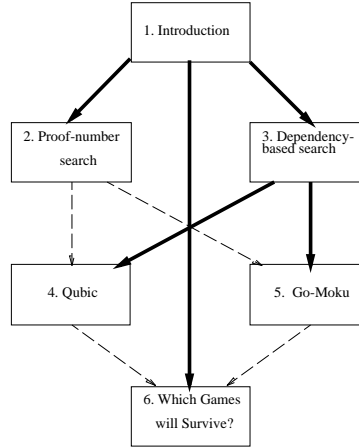 1. Introduction
2. Proof-number
search
3. Dependency-
based search
4. Qubic
5. Go-Moku
6. Which Games
will Survive?